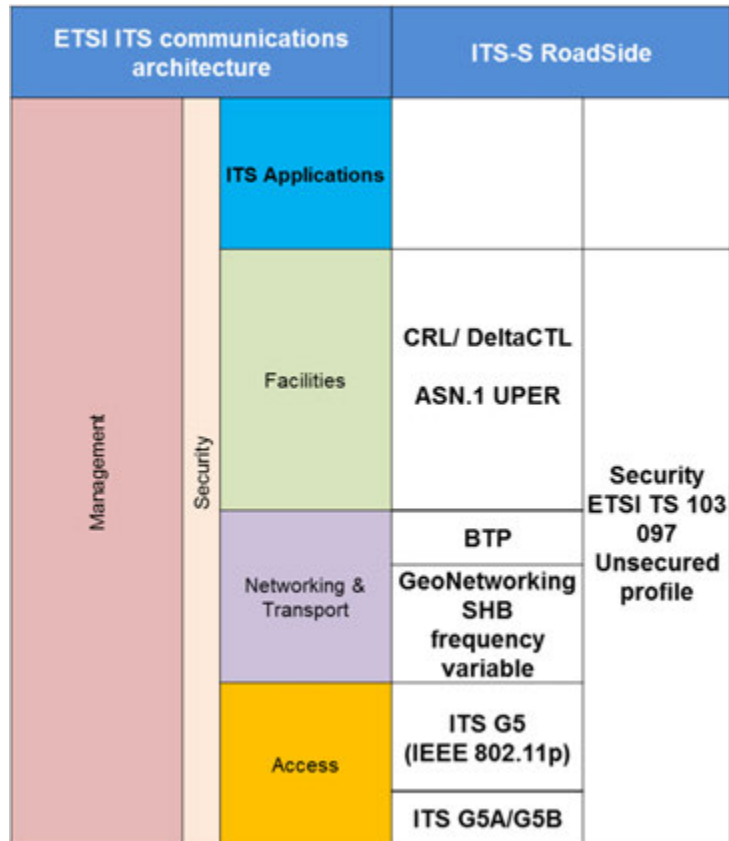 ETSI ITS communications
architecture
ITS-S RoadSide
Management
Security
ITS Applications
Facilities
CRL/ DeltaCTL
ASN.1 UPER
Security
ETSI TS 103
097
Unsecured
profile
Networking &
Transport
BTP
GeoNetworking
SHB
frequency
variable
Access
ITS G5
(IEEE 802.11p)
ITS G5A/G5B